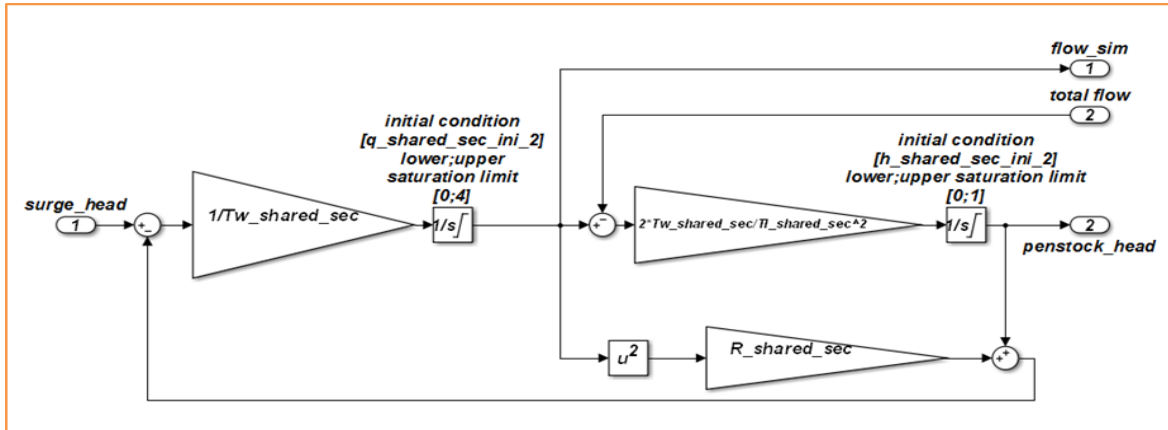 flow_sim
1
total flow
2
initial condition
[q_shared_sec_ini_2]
lower;upper
saturation limit
[0;4]
initial condition
[h_shared_sec_ini_2]
lower;upper saturation limit
[0;1]
surge_head
1
+
-
1/Tw_shared_sec
1/s
+
-
2*Tw_shared_sec/Tl_shared_sec^2
1/s
2
penstock_head
u2
R_shared_sec
+
+